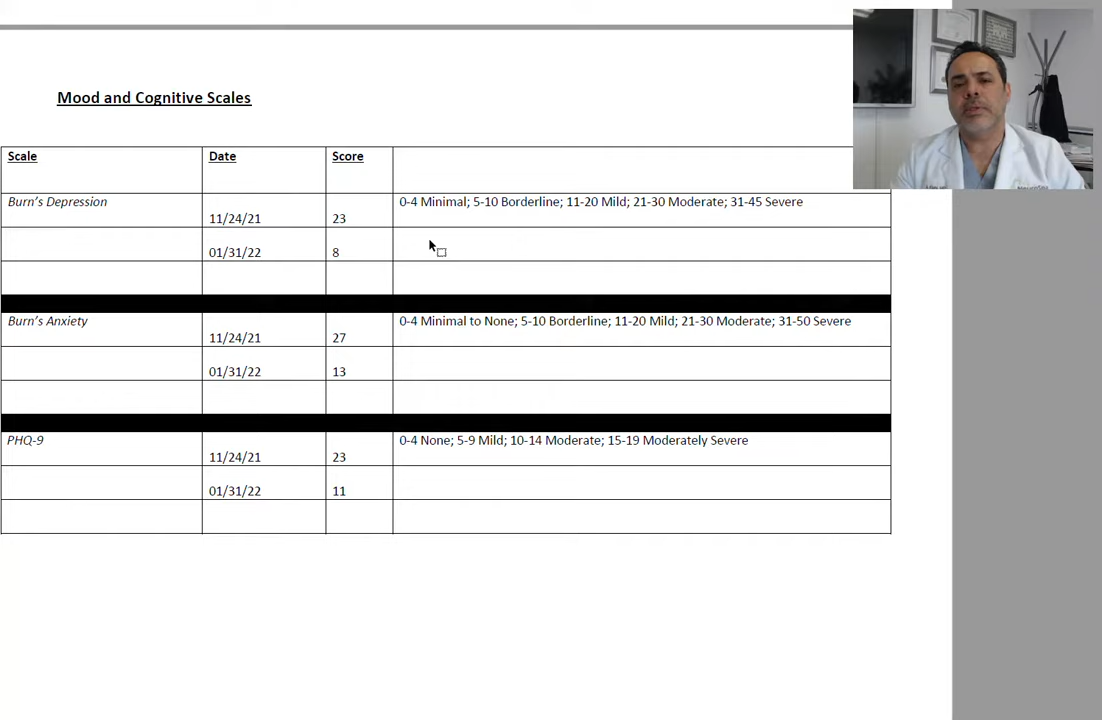 Mood and Cognitive Scales
Scale Date Score
Burn's Depression 0-4 Minimal; 5-10 Borderline; 11-20 Mild; 21-30 Moderate; 31-45 Severe
11/24/21 23
01/31/22 8
Burn's Anxiety 0-4 Minimal to None; 5-10 Borderline; 11-20 Mild; 21-30 Moderate; 31-50 Severe
11/24/21 27
01/31/22 13
PHQ-9 0-4 None; 5-9 Mild; 10-14 Moderate; 15-19 Moderately Severe
11/24/21 23
01/31/22 11